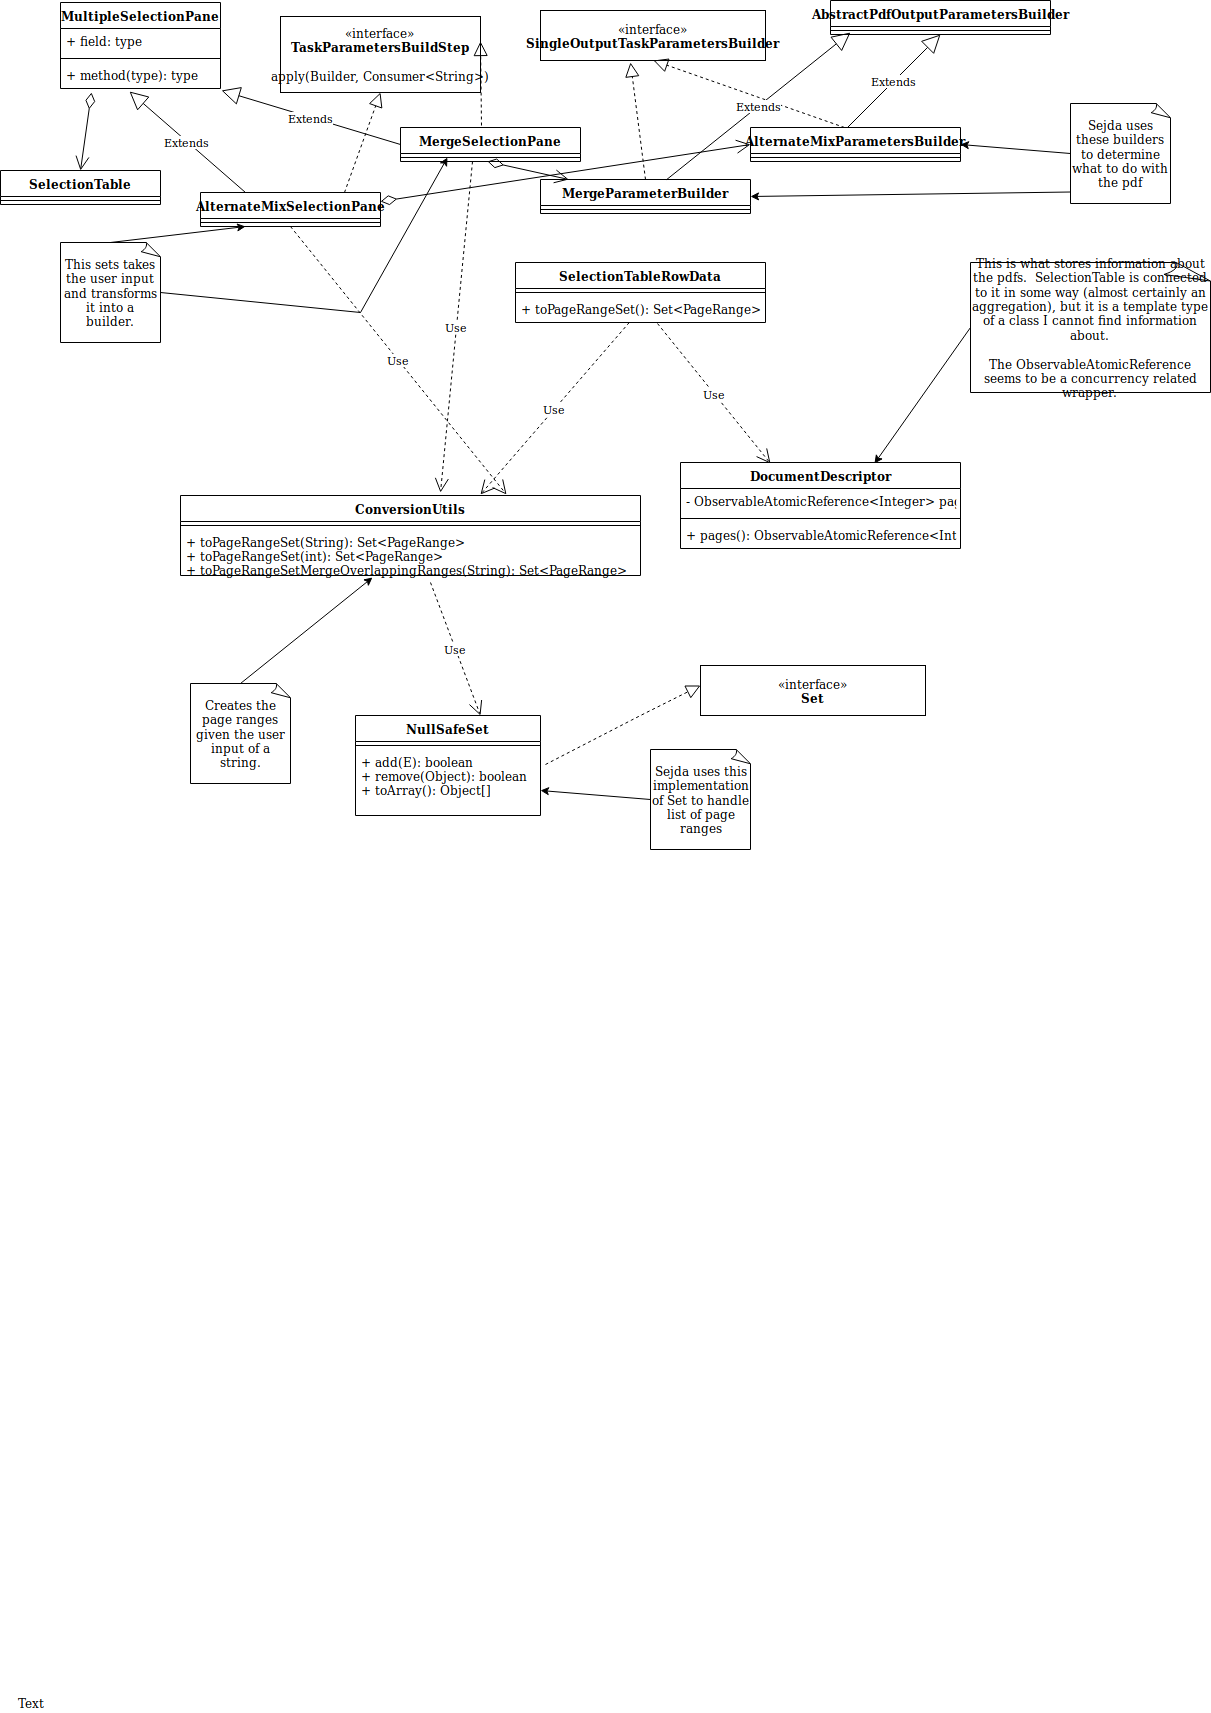 MultipleSelectionPane
+ field: type
+ method(type): type
«interface»
TaskParametersBuildStep
apply(Builder, Consumer<String>)
«interface»
SingleOutputTaskParametersBuilder
AbstractPdfOutputParametersBuilder
Extends
Extends
Extends
Extends
MergeSelectionPane
AlternateMixParametersBuilder
Sejda uses
these builders
to determine
what to do with
the pdf
SelectionTable
AlternateMixSelectionPane
MergeParameterBuilder
This sets takes
the user input
and transforms
it into a
builder.
SelectionTableRowData
+ toPageRangeSet(): Set<PageRange>
This is what stores information about
the pdfs.  SelectionTable is connected
to it in some way (almost certainly an
aggregation), but it is a template type
of a class I cannot find information
about.
The ObservableAtomicReference
seems to be a concurrency related
wrapper.
Use
Use
Use
Use
DocumentDescriptor
- ObservableAtomicReference<Integer> pag
+ pages(): ObservableAtomicReference<Int
ConversionUtils
+ toPageRangeSet(String): Set<PageRange>
+ toPageRangeSet(int): Set<PageRange>
+ toPageRangeSetMergeOverlappingRanges(String): Set<PageRange>
Use
Creates the
page ranges
given the user
input of a
string.
«interface»
Set
NullSafeSet
+ add(E): boolean
+ remove(Object): boolean
+ toArray(): Object[]
Sejda uses this
implementation
of Set to handle
list of page
ranges
Text